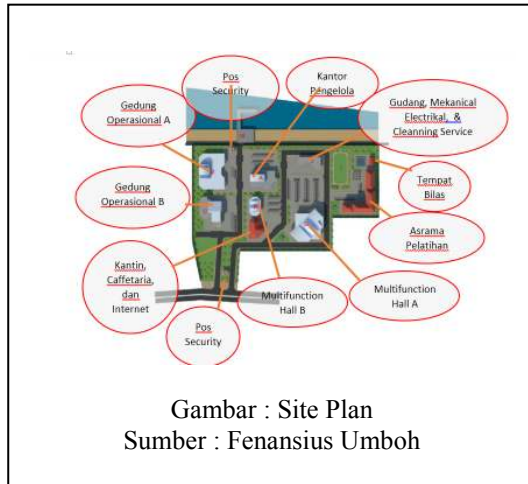 Pos
Security
Kantor
Pengelola
Gedung
Operasional A
Gudang, Mekanical
Electrikal, &
Cleanning Service
Gedung
Operasional B
Tempat
Bilas
Asrama
Pelatihan
Kantin,
Caffetaria,
dan
Internet
Multifunction
Hall B
Multifunction
Hall A
Pos
Security
Gambar : Site Plan
Sumber : Fenansius Umboh